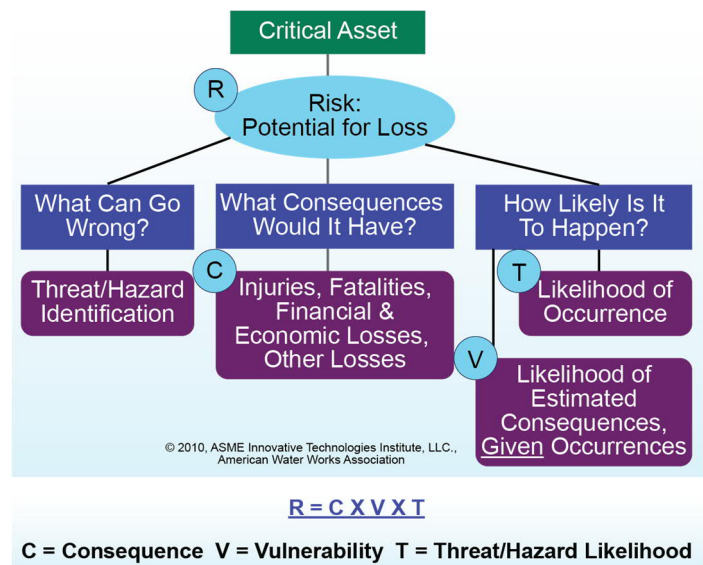 Critical Asset
R
Risk:
Potential for Loss
What Can Go
Wrong?
What Consequences
Would It Have?
How Likely Is It
To Happen?
Threat/Hazard
Identification
C
Injuries, Fatalities,
Financial &
Economic Losses,
Other Losses
T
Likelihood of
Occurrence
V
Likelihood of
Estimated
Consequences,
Given Occurrences
© 2010, ASME Innovative Technologies Institute, LLC.,
American Water Works Association
R = C X V X T
C = Consequence V = Vulnerability T = Threat/Hazard Likelihood